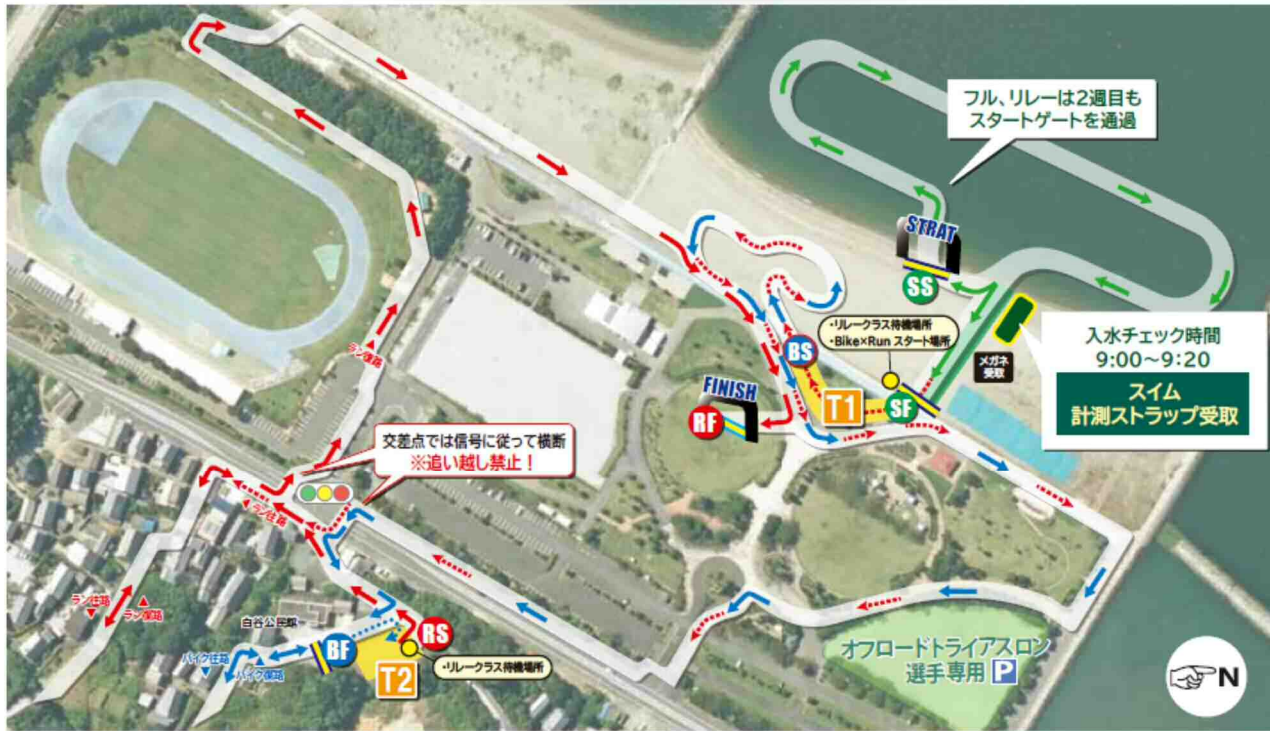 フル、リレーは2週目も
スタートゲートを通過
STRAT
SS
入水チェック時間
9:00~9:20
スイム
計測ストラップ受取
メガネ
受取
・リレークラス待機場所
・Bike×Run スタート場所
BS
T1
SF
FINISH
RF
ラン復路
交差点では信号に従って横断
※追い越し禁止！
ラン往路
ラン往路
ラン復路
白谷公民館
バイク往路
バイク復路
BF
RS
T2
・リレークラス待機場所
オフロードトライアスロン
選手専用 P
N